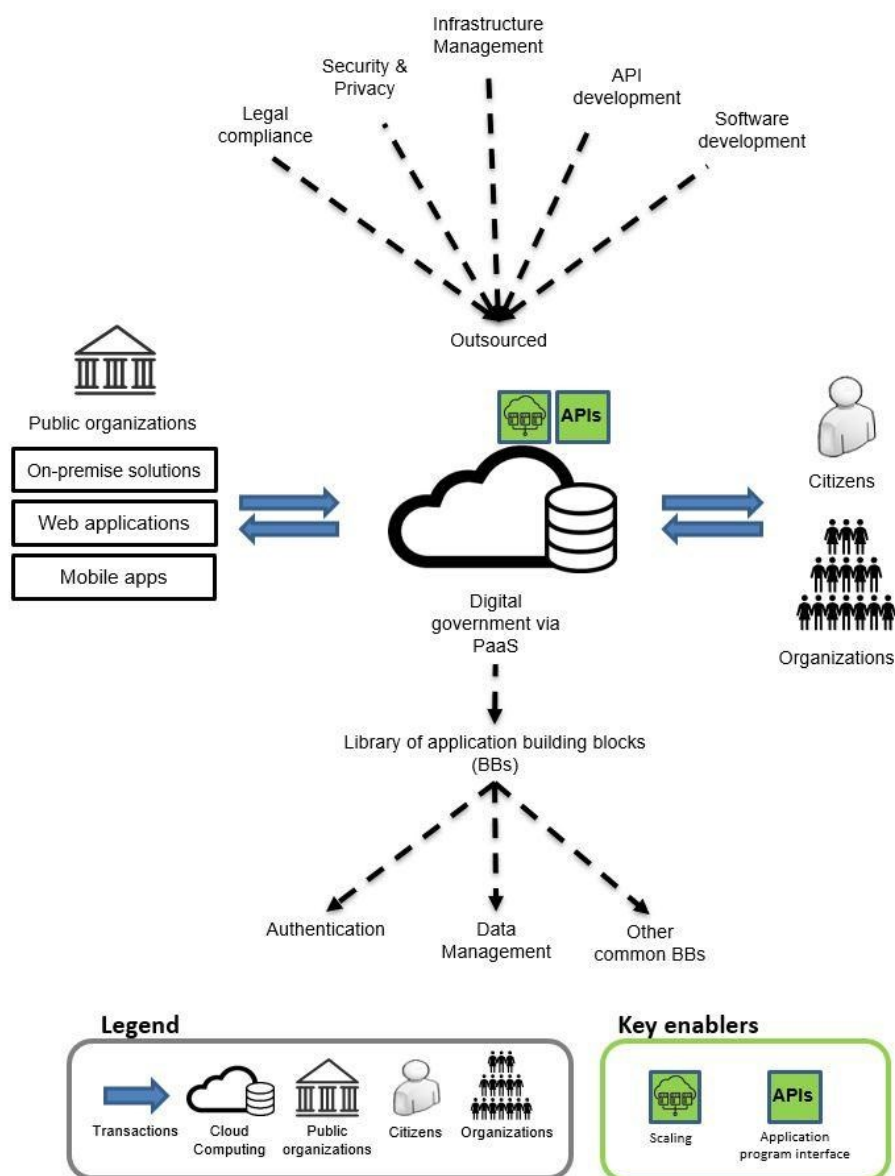 Infrastructure
Management
Security &
Privacy
API
development
Legal
compliance
Software
development
Outsourced
Public organizations
On-premise solutions
Web applications
Mobile apps
APIs
Citizens
Organizations
Digital
government via
PaaS
Library of application building blocks
(BBs)
Authentication
Data
Management
Other
common BBs
Legend
Transactions
Cloud
Computing
Public
organizations
Citizens
Organizations
Key enablers
Scaling
APIs
Application
program interface